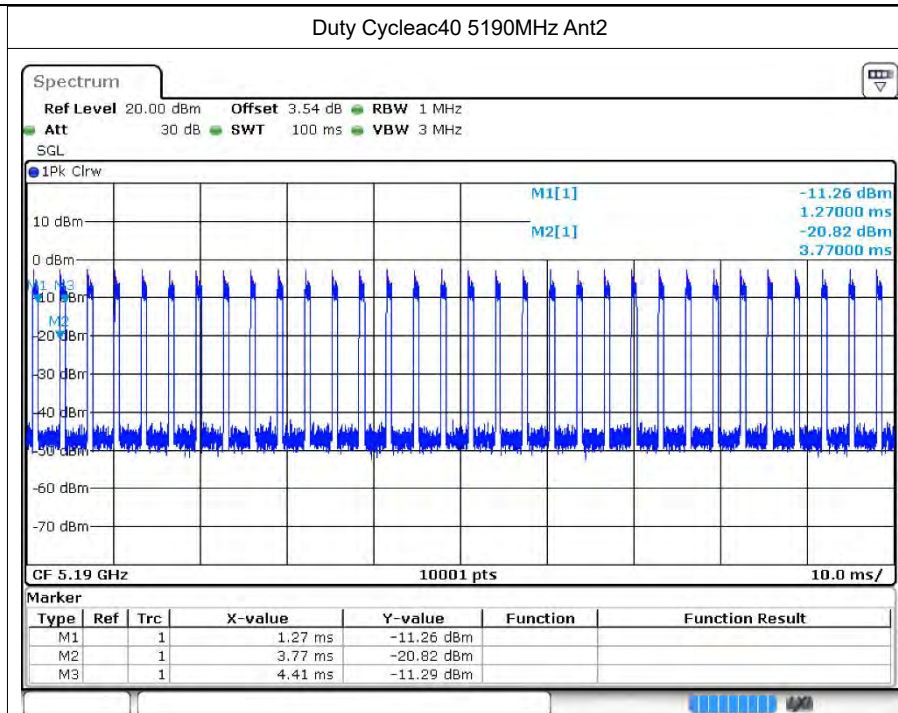 Duty Cycleac40 5190MHz Ant2
Spectrum
Ref Level 20.00 dBm Offset 3.54 dB RBW 1 MHz
Att 30 dB SWT 100 ms VBW 3 MHz
SGL
1Pk Clrw
M1[1] -11.26 dBm
1.27000 ms
M2[1] -20.82 dBm
3.77000 ms
10 dBm
0 dBm
M1 M3
-10 dBm
M2
-20 dBm
-30 dBm
-40 dBm
-50 dBm
-60 dBm
-70 dBm
CF 5.19 GHz 10001 pts 10.0 ms/
Marker
Type Ref Trc X-value Y-value Function Function Result
M1 1 1.27 ms -11.26 dBm
M2 1 3.77 ms -20.82 dBm
M3 1 4.41 ms -11.29 dBm